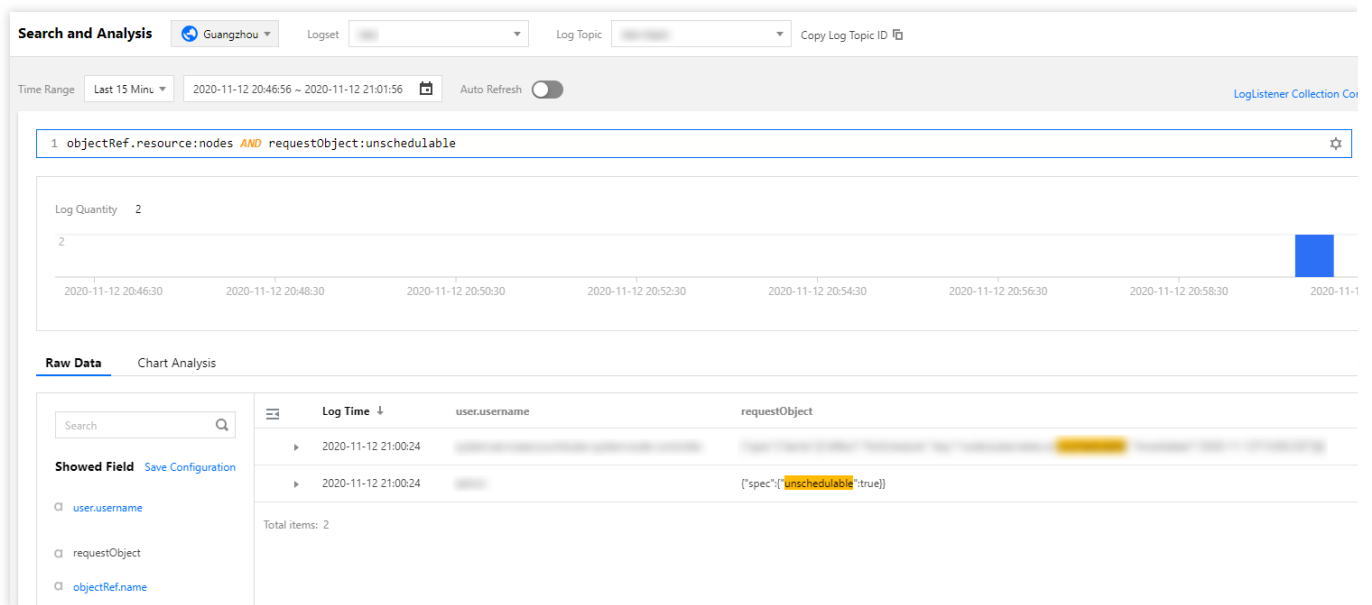 Search and Analysis Guangzhou Logset Log Topic Copy Log Topic ID
Time Range Last 15 Minu 2020-11-12 20:46:56 ~ 2020-11-12 21:01:56 Auto Refresh
LogListener Collection Cor
1 objectRef.resource:nodes AND requestObject:unschedulable
Log Quantity 2
2
2020-11-12 20:46:30 2020-11-12 20:48:30 2020-11-12 20:50:30 2020-11-12 20:52:30 2020-11-12 20:54:30 2020-11-12 20:56:30 2020-11-12 20:58:30 2020-11-1
Raw Data Chart Analysis
Search
Log Time user.username requestObject
2020-11-12 21:00:24
Showed Field Save Configuration
2020-11-12 21:00:24 {"spec":{"unschedulable":true}}
user.username
Total items: 2
requestObject
objectRef.name